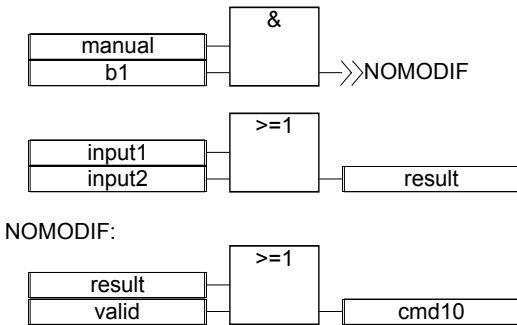 &
manual
b1
>>NOMODIF
>=1
input1
input2
result
NOMODIF:
>=1
result
valid
cmd10